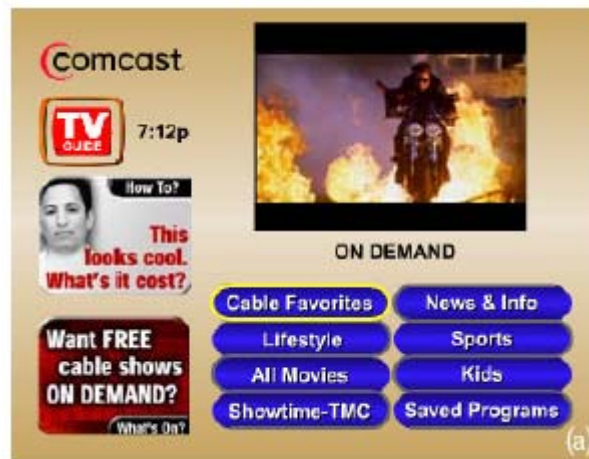 comcast
TV
GUIDE
7:12p
How To?
This
looks cool.
What's it cost?
Want FREE
cable shows
ON DEMAND?
What's On?
ON DEMAND
Cable Favorites
News & Info
Lifestyle
Sports
All Movies
Kids
Showtime-TMC
Saved Programs
(a)